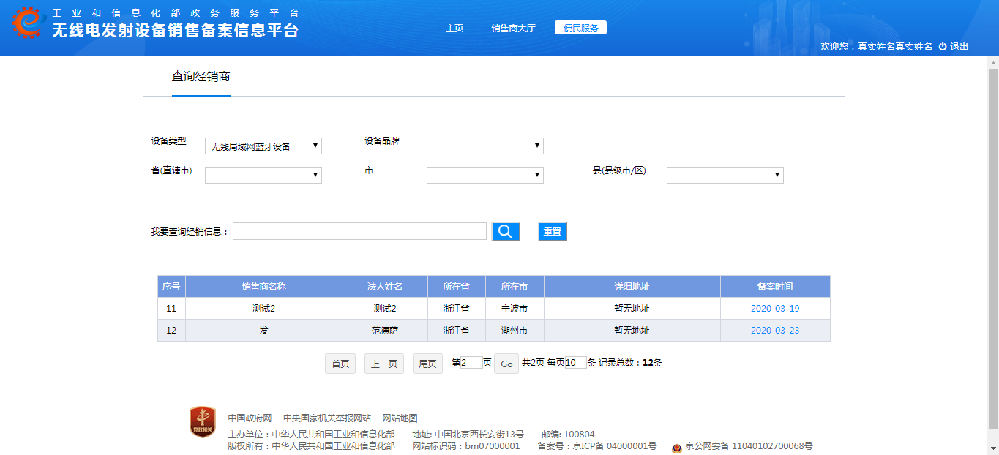 工业和信息化部政务服务平台
无线电发射设备销售备案信息平台
主页 销售商大厅 便民服务
欢迎您，真实姓名真实姓名 退出
查询经销商
设备类型 无线局域网蓝牙设备 设备品牌
省(直辖市) 市 县(县级市/区)
我要查询经销信息： 重置
序号 销售商名称 法人姓名 所在省 所在市 详细地址 备案时间
11 测试2 测试2 浙江省 宁波市 暂无地址 2020-03-19
12 发 范德萨 浙江省 湖州市 暂无地址 2020-03-23
首页 上一页 尾页 第2页 Go 共2页 每页10条 记录总数：12条
党政机关
中国政府网 中央国家机关举报网站 网站地图
主办单位：中华人民共和国工业和信息化部 地址: 中国北京西长安街13号 邮编: 100804
版权所有：中华人民共和国工业和信息化部 网站标识码：bm07000001 备案号：京ICP备 04000001号 京公网安备 11040102700068号